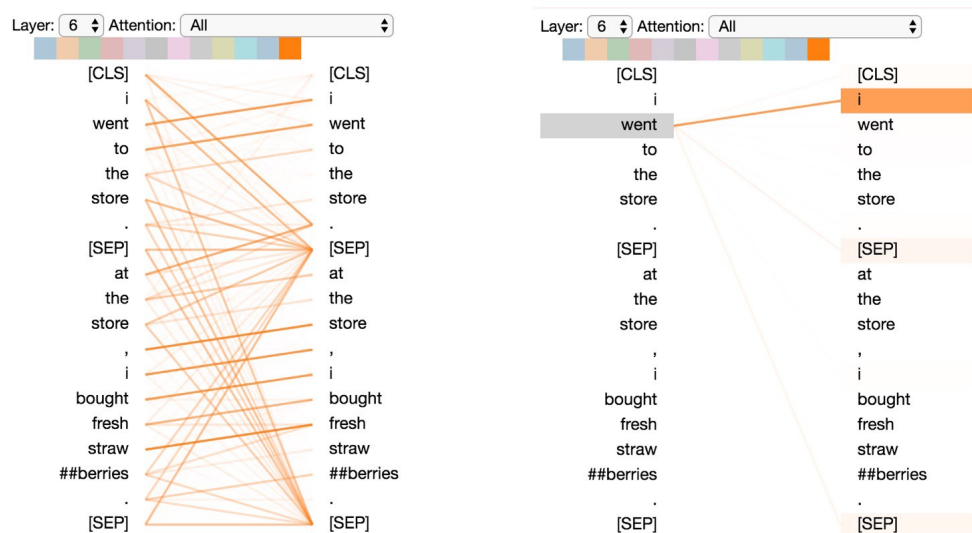 Layer: 6 Attention: All
[CLS] [CLS]
i i
went went
to to
the the
store store
. .
[SEP] [SEP]
at at
the the
store store
, ,
i i
bought bought
fresh fresh
straw straw
##berries ##berries
. .
[SEP] [SEP]
Layer: 6 Attention: All
[CLS] [CLS]
i i
went went
to to
the the
store store
. .
[SEP] [SEP]
at at
the the
store store
, ,
i i
bought bought
fresh fresh
straw straw
##berries ##berries
. .
[SEP] [SEP]